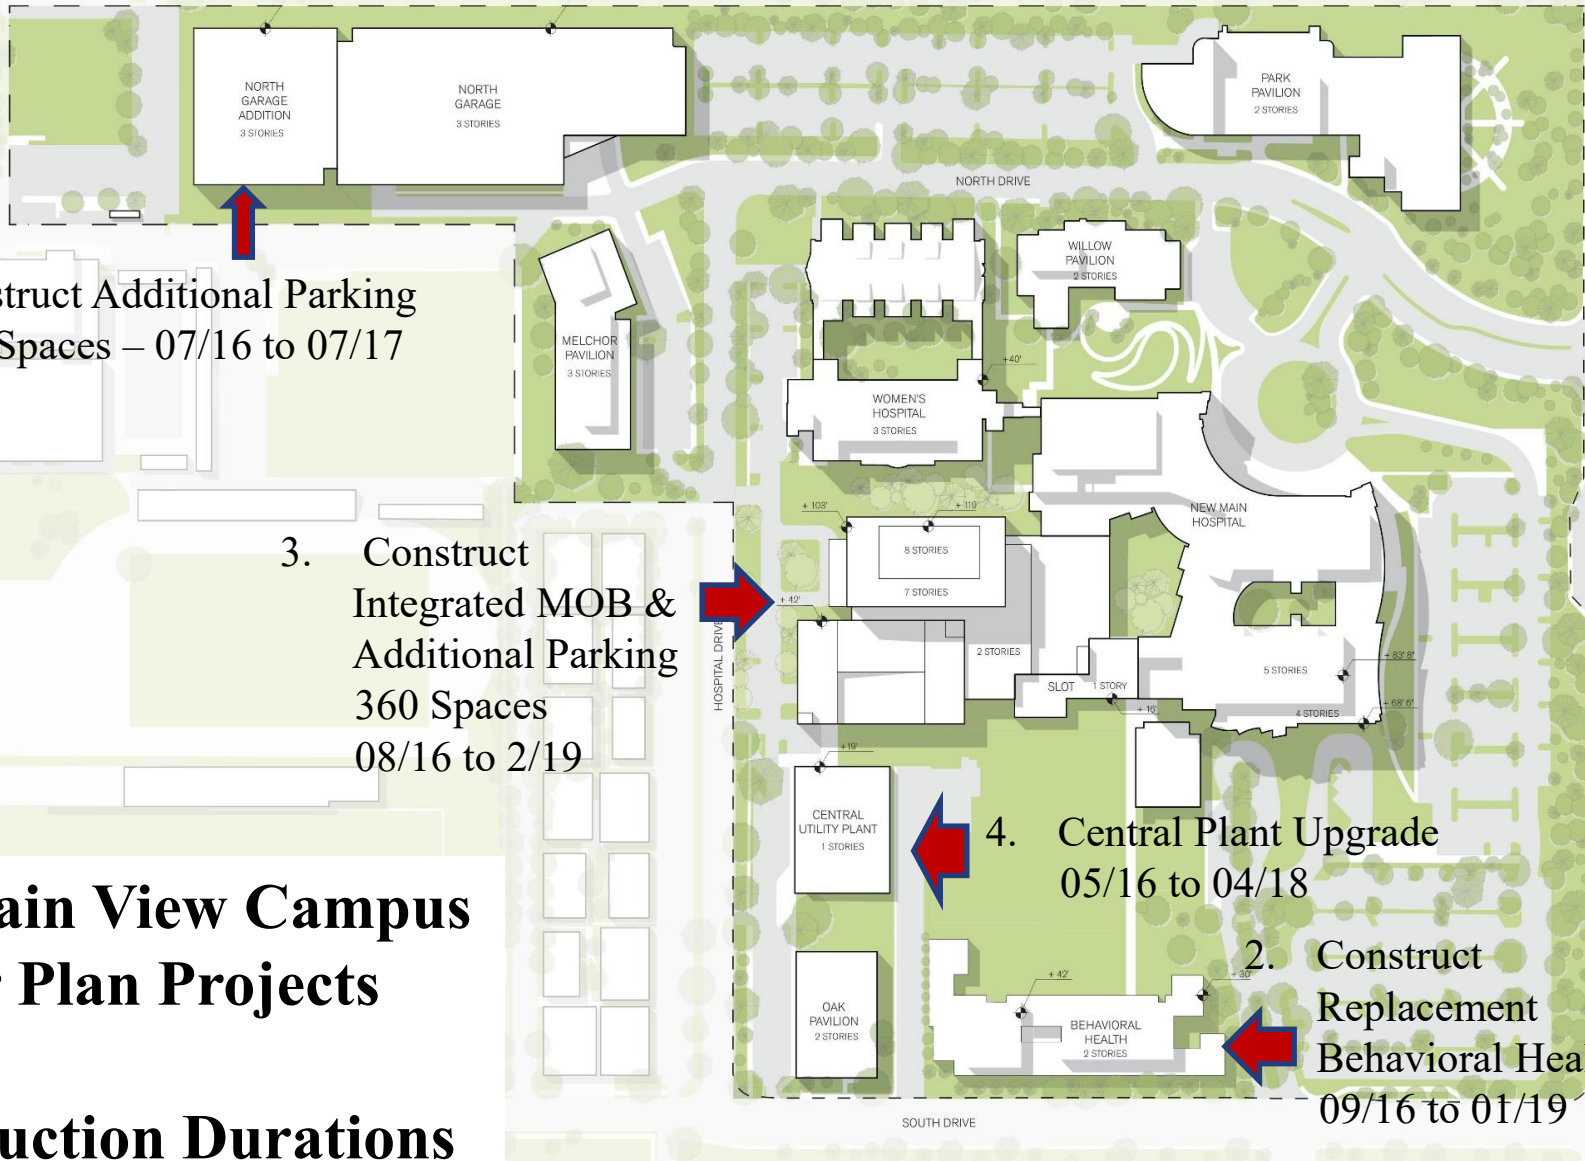 NORTH
GARAGE
ADDITION
3 STORIES
NORTH
GARAGE
3 STORIES
PARK
PAVILION
2 STORIES
NORTH DRIVE
struct Additional Parking
Spaces – 07/16 to 07/17
MELCHOR
PAVILION
3 STORIES
WILLOW
PAVILION
2 STORIES
+40'
WOMEN'S
HOSPITAL
3 STORIES
NEW MAIN
HOSPITAL
+ 103'
+ 119'
8 STORIES
7 STORIES
+ 42'
3. Construct
Integrated MOB &
Additional Parking
360 Spaces
08/16 to 2/19
HOSPITAL DRIVE
2 STORIES
SLOT
1 STORY
+ 16'
5 STORIES
+ 83' 8"
4 STORIES
+ 68' 6"
+19'
CENTRAL
UTILITY PLANT
1 STORIES
4. Central Plant Upgrade
05/16 to 04/18
ain View Campus
Plan Projects
uction Durations
OAK
PAVILION
2 STORIES
+ 42'
+ 30'
BEHAVIORAL
HEALTH
2 STORIES
2. Construct
Replacement
Behavioral Heal
09/16 to 01/19
SOUTH DRIVE